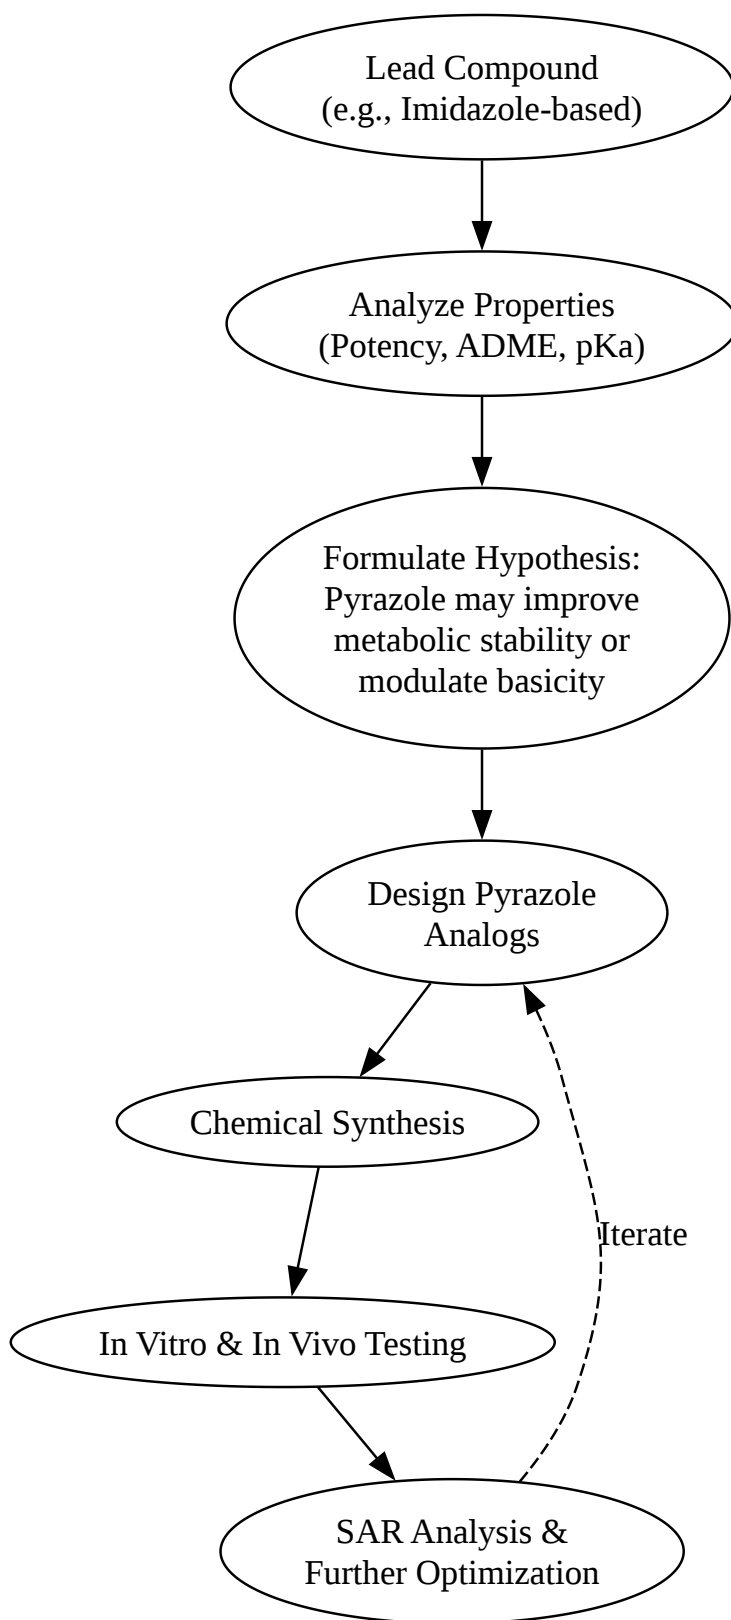 Lead Compound
(e.g., Imidazole-based)
Analyze Properties
(Potency, ADME, pKa)
Formulate Hypothesis:
Pyrazole may improve
metabolic stability or
modulate basicity
Design Pyrazole
Analogs
Chemical Synthesis
Iterate
In Vitro & In Vivo Testing
SAR Analysis &
Further Optimization